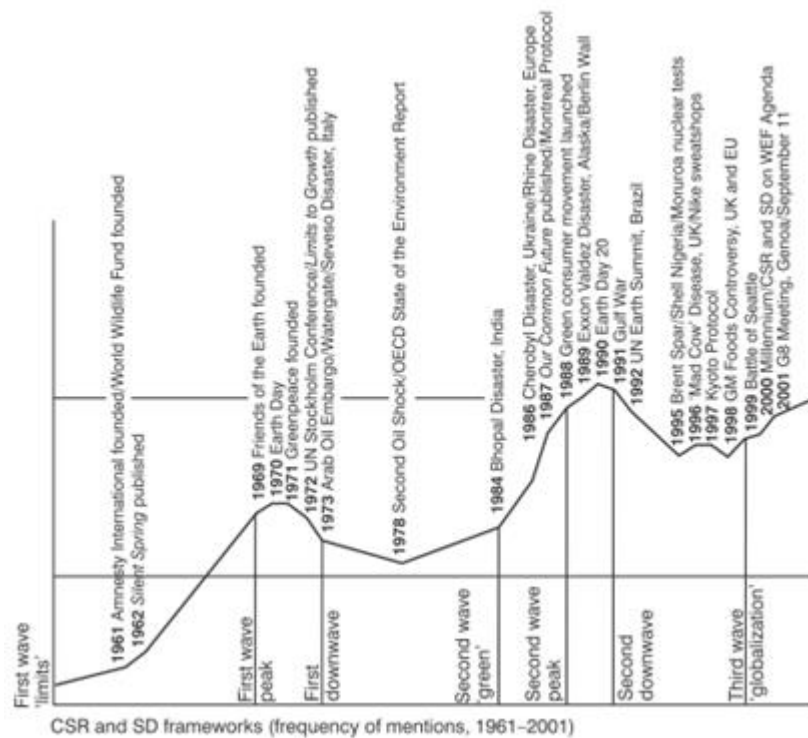 1961 Amnesty International founded/World Wildlife Fund founded
1962 Silent Spring published
1969 Friends of the Earth founded
1970 Earth Day
1971 Greenpeace founded
1972 UN Stockholm Conference/Limits to Growth published
1973 Arab Oil Embargo/Watergate/Seveso Disaster, Italy
1978 Second Oil Shock/OECD State of the Environment Report
1984 Bhopal Disaster, India
1986 Cherobyl Disaster, Ukraine/Rhine Disaster, Europe
1987 Our Common Future published/Montreal Protocol
1988 Green consumer movement launched
1989 Exxon Valdez Disaster, Alaska/Berlin Wall
1990 Earth Day 20
1991 Gulf War
1992 UN Earth Summit, Brazil
1995 Brent Spar/Shell Nigeria/Moruroa nuclear tests
1996 'Mad Cow' Disease, UK/Nike sweatshops
1997 Kyoto Protocol
1998 GM Foods Controversy, UK and EU
1999 Battle of Seattle
2000 Millennium/CSR and SD on WEF Agenda
2001 G8 Meeting, Genoa/September 11
First wave
'limits'
First wave
peak
First
downwave
Second wave
'green'
Second wave
peak
Second
downwave
Third wave
'globalization'
CSR and SD frameworks (frequency of mentions, 1961–2001)